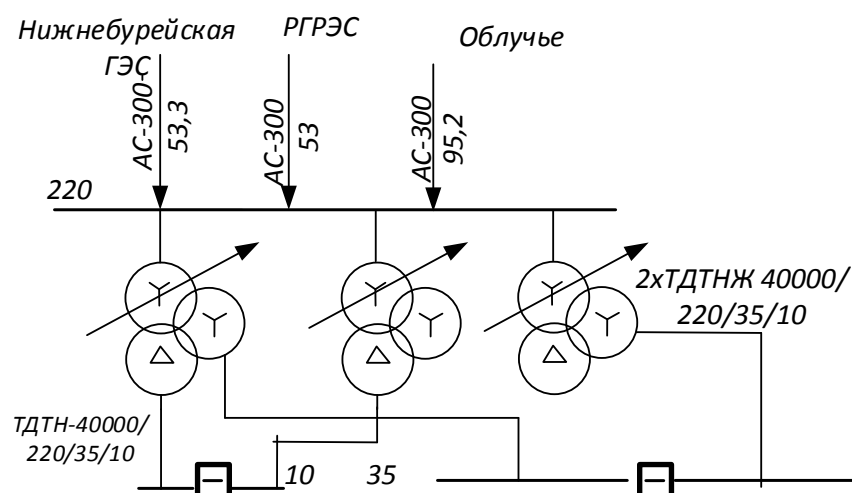 Нижнебурейская
ГЭС
РГРЭС
Облучье
АС-300
53,3
АС-300
53
АС-300
95,2
220
2хТДТНЖ 40000/
220/35/10
ТДТН-40000/
220/35/10
10
35